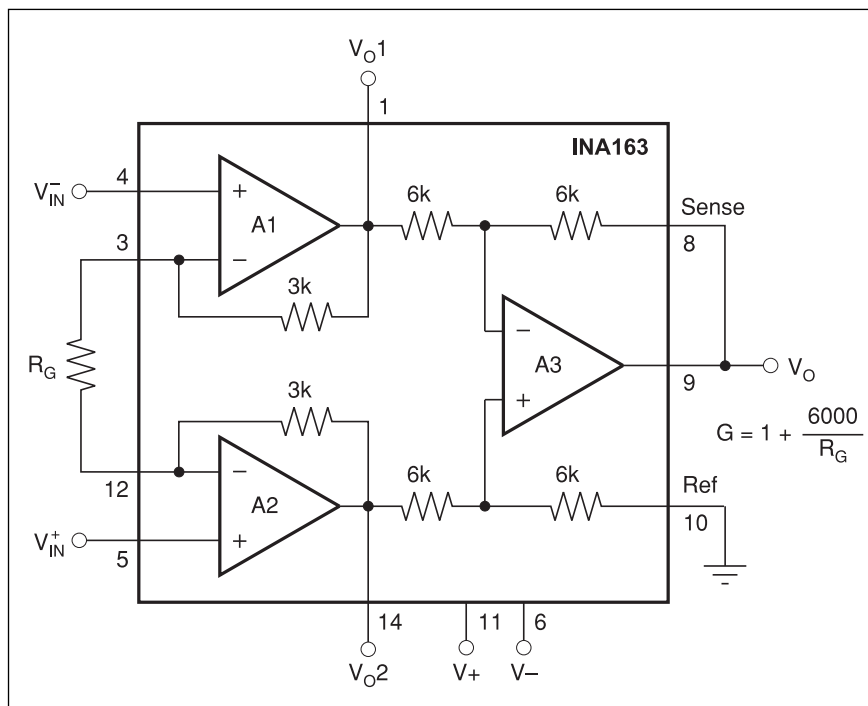 V_O1
1
INA163
V_IN^–
4
+
A1
6k
6k
Sense
8
3
–
3k
R_G
–
A3
+
9
V_O
G = 1 + 6000/R_G
3k
12
–
A2
6k
6k
Ref
10
V_IN^+
5
+
14
11
6
V_O2
V+
V–